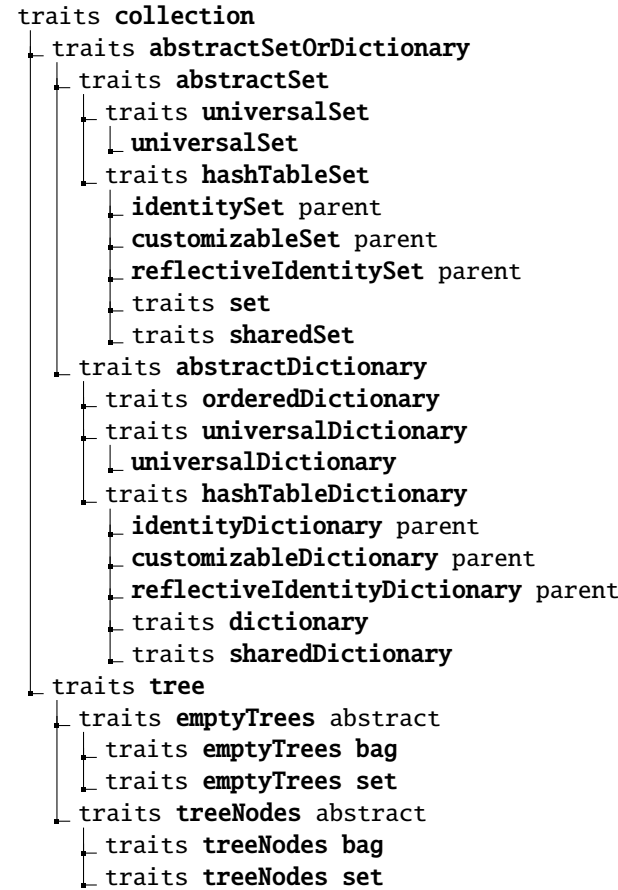 traits collection
traits abstractSetOrDictionary
traits abstractSet
traits universalSet
universalSet
traits hashTableSet
identitySet parent
customizableSet parent
reflectiveIdentitySet parent
traits set
traits sharedSet
traits abstractDictionary
traits orderedDictionary
traits universalDictionary
universalDictionary
traits hashTableDictionary
identityDictionary parent
customizableDictionary parent
reflectiveIdentityDictionary parent
traits dictionary
traits sharedDictionary
traits tree
traits emptyTrees abstract
traits emptyTrees bag
traits emptyTrees set
traits treeNodes abstract
traits treeNodes bag
traits treeNodes set